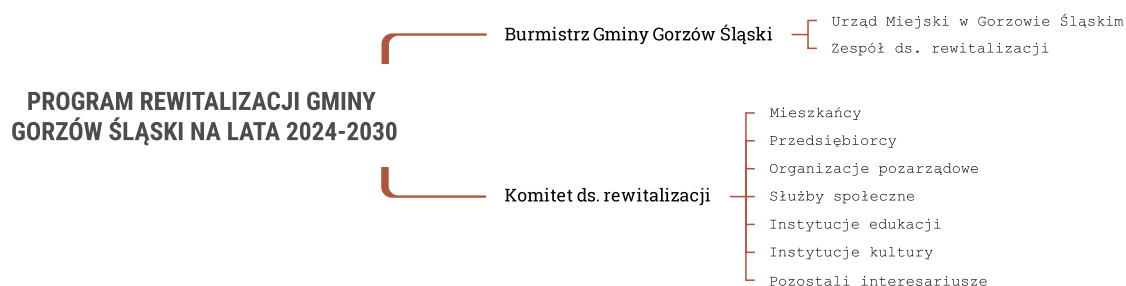 PROGRAM REWITALIZACJI GMINY
GORZÓW ŚLĄSKI NA LATA 2024-2030
Burmistrz Gminy Gorzów Śląski
Urząd Miejski w Gorzowie Śląskim
Zespół ds. rewitalizacji
Komitet ds. rewitalizacji
Mieszkańcy
Przedsiębiorcy
Organizacje pozarządowe
Służby społeczne
Instytucje edukacji
Instytucje kultury
Pozostali interesariusze